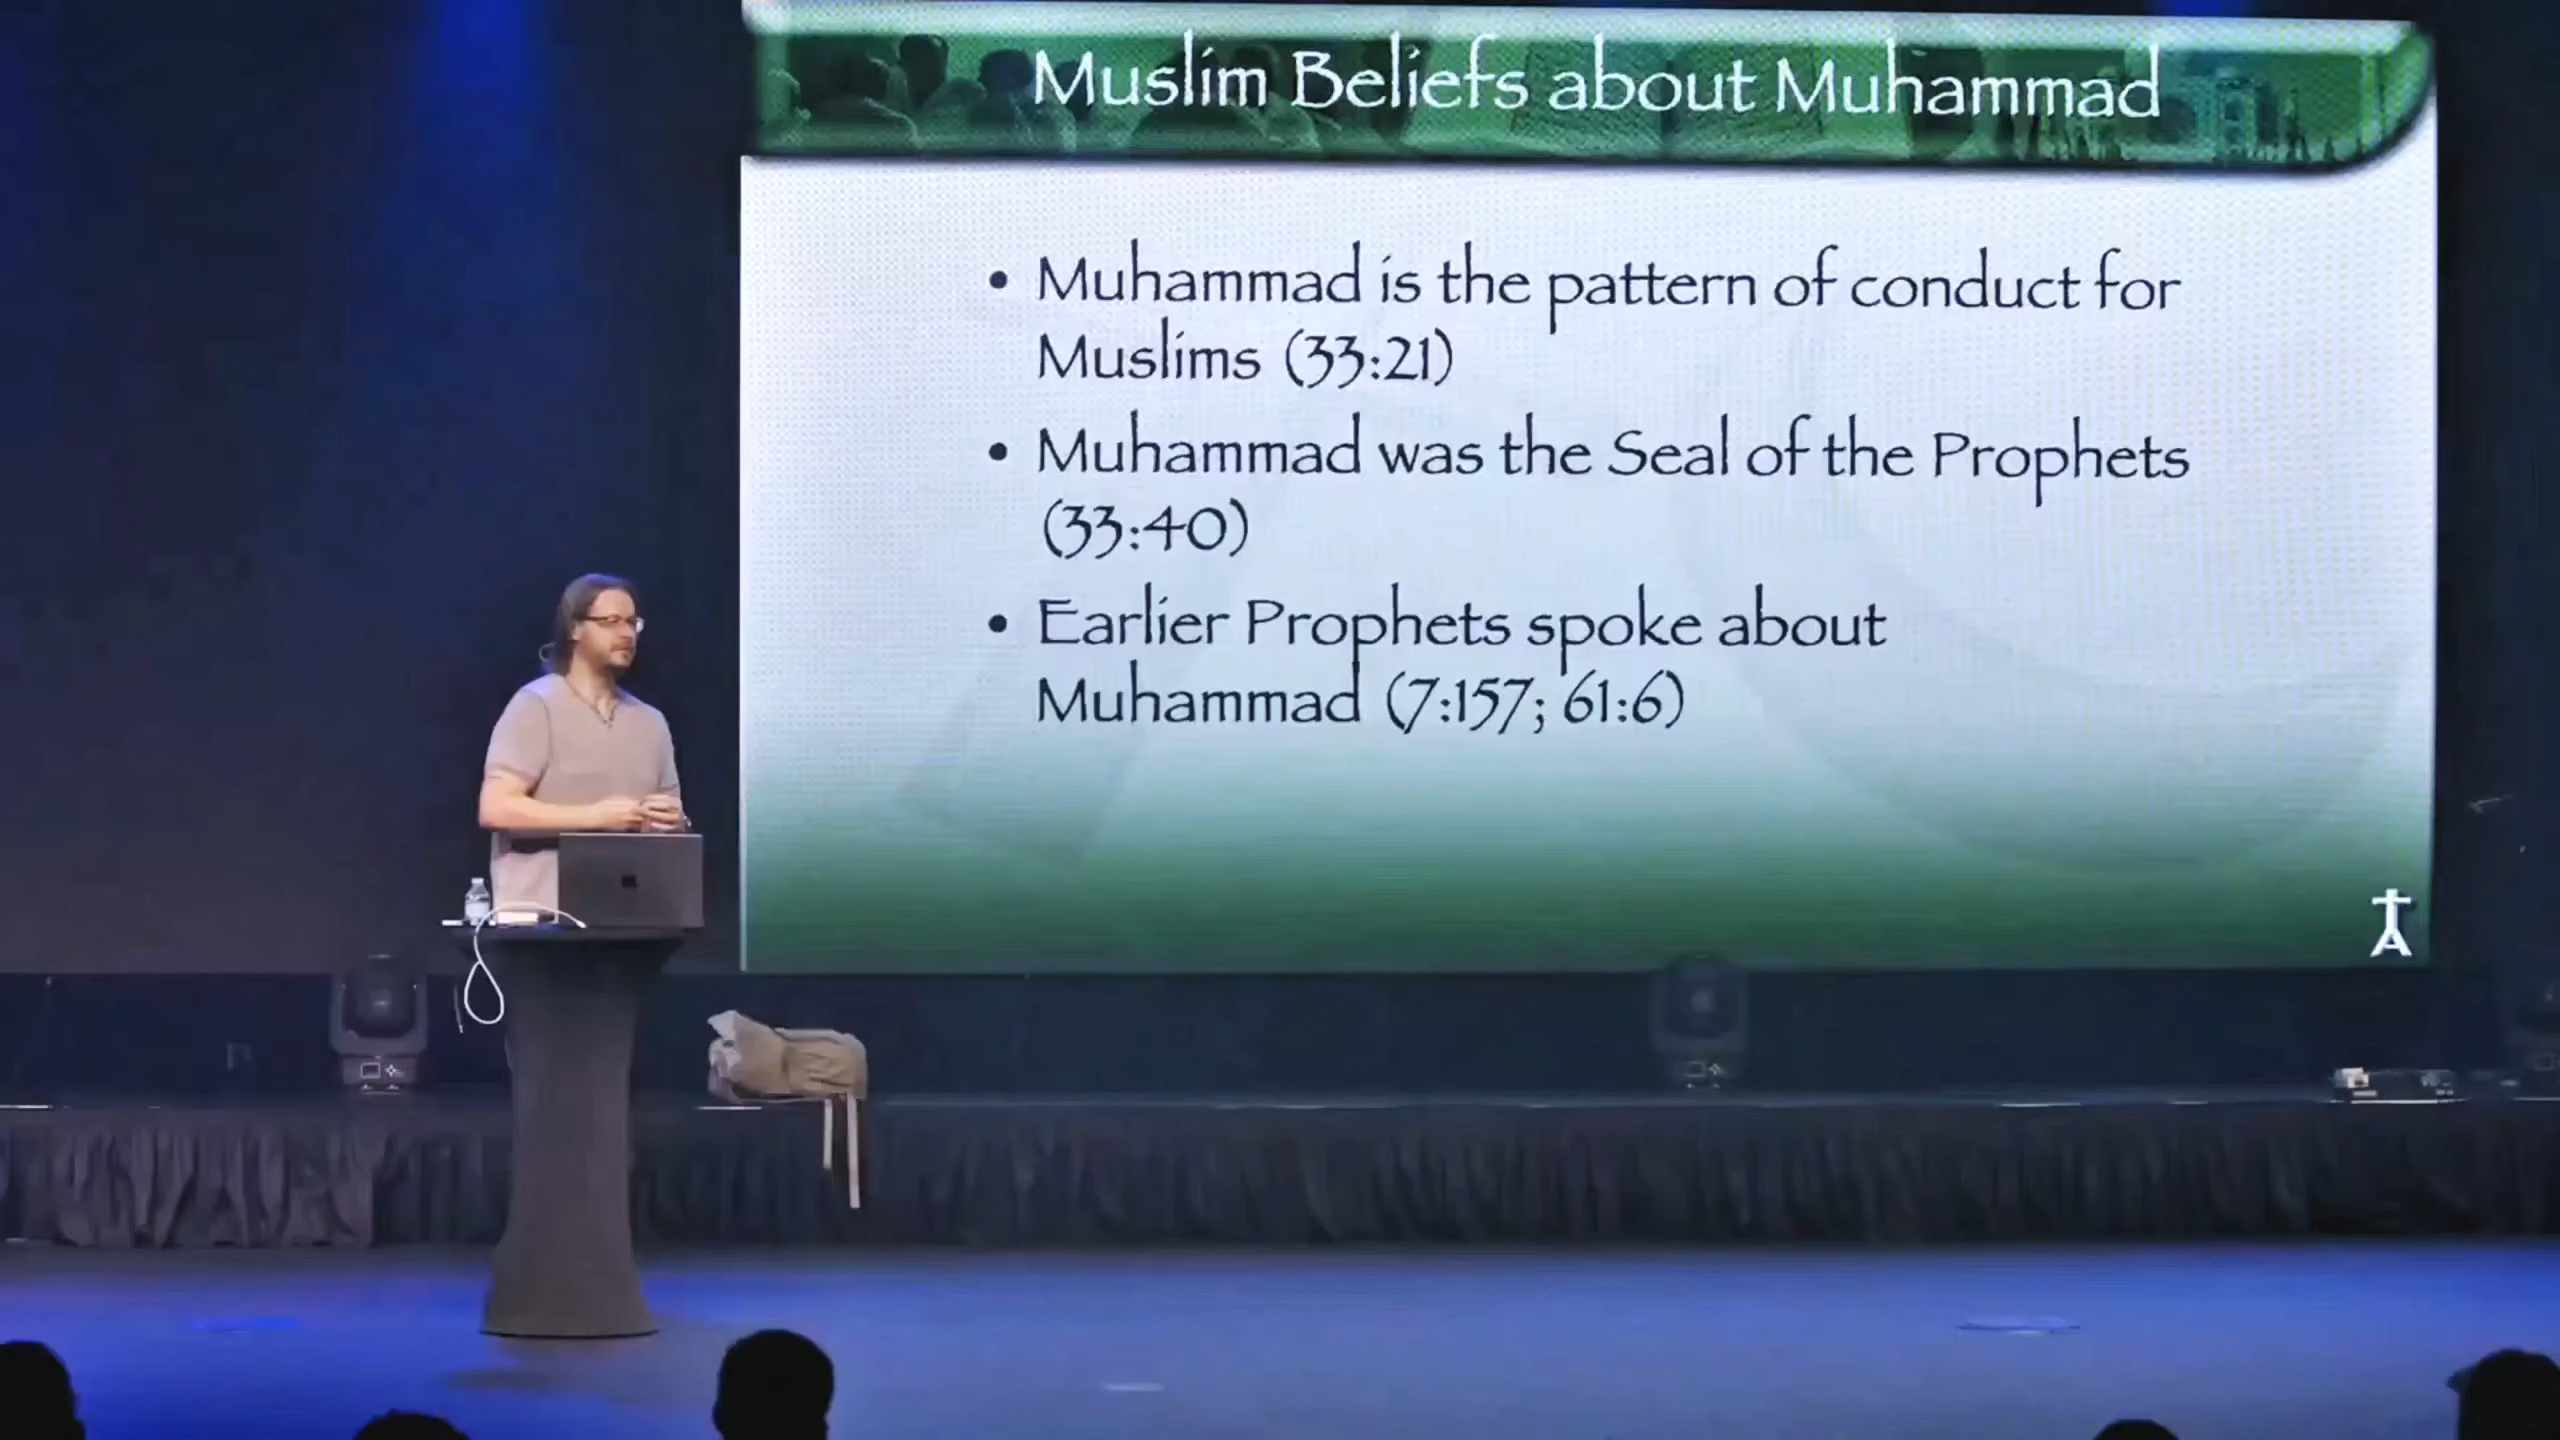 Muslim Beliefs about Muhammad
• Muhammad is the pattern of conduct for
Muslims (33:21)
• Muhammad was the Seal of the Prophets
(33:40)
• Earlier Prophets spoke about
Muhammad (7:157; 61:6)